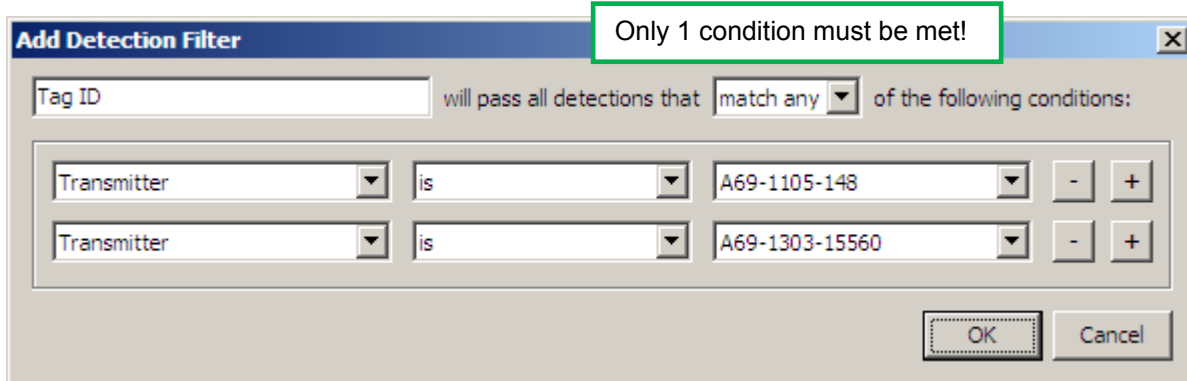 Only 1 condition must be met!
Add Detection Filter
Tag ID will pass all detections that match any of the following conditions:
Transmitter is A69-1105-148 - +
Transmitter is A69-1303-15560 - +
OK Cancel